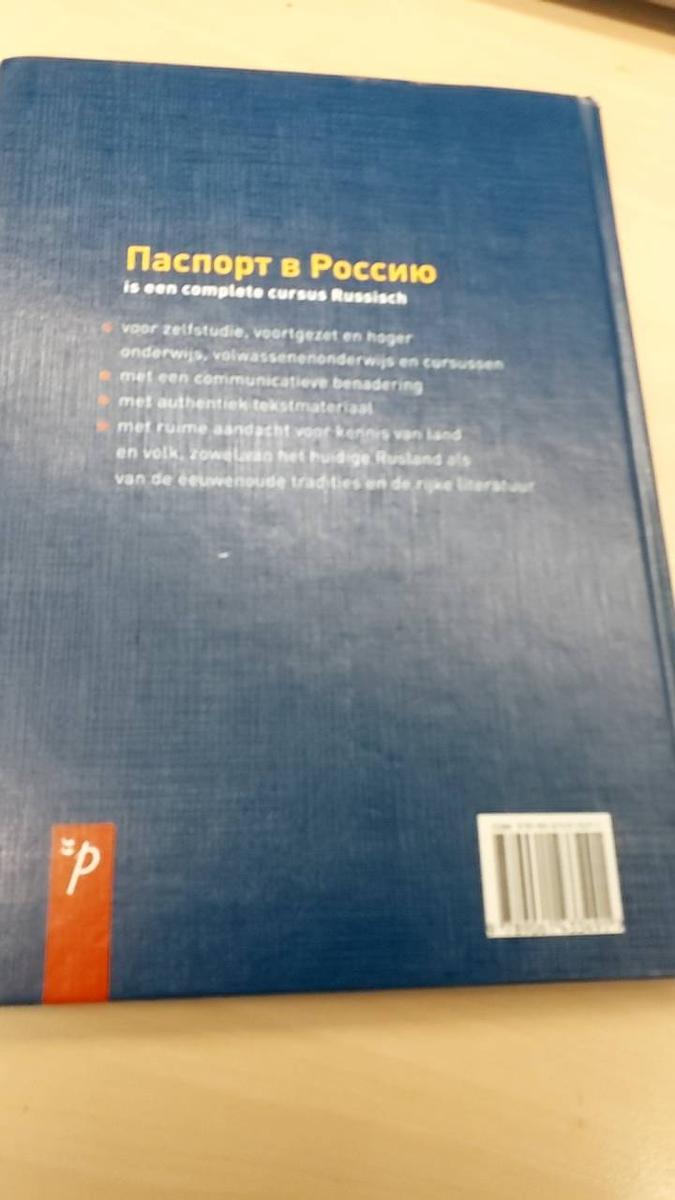 Паспорт в Россию
is een complete cursus Russisch
voor zelfstudie, voortgezet en hoger
onderwijs, volwassenenonderwijs en cursussen
met een communicatieve benadering
met authentiek tekstmateriaal
met ruime aandacht voor kennis van land
en volk, zowel van het huidige Rusland als
van de eeuwenoude tradities en de rijke literatuur
p